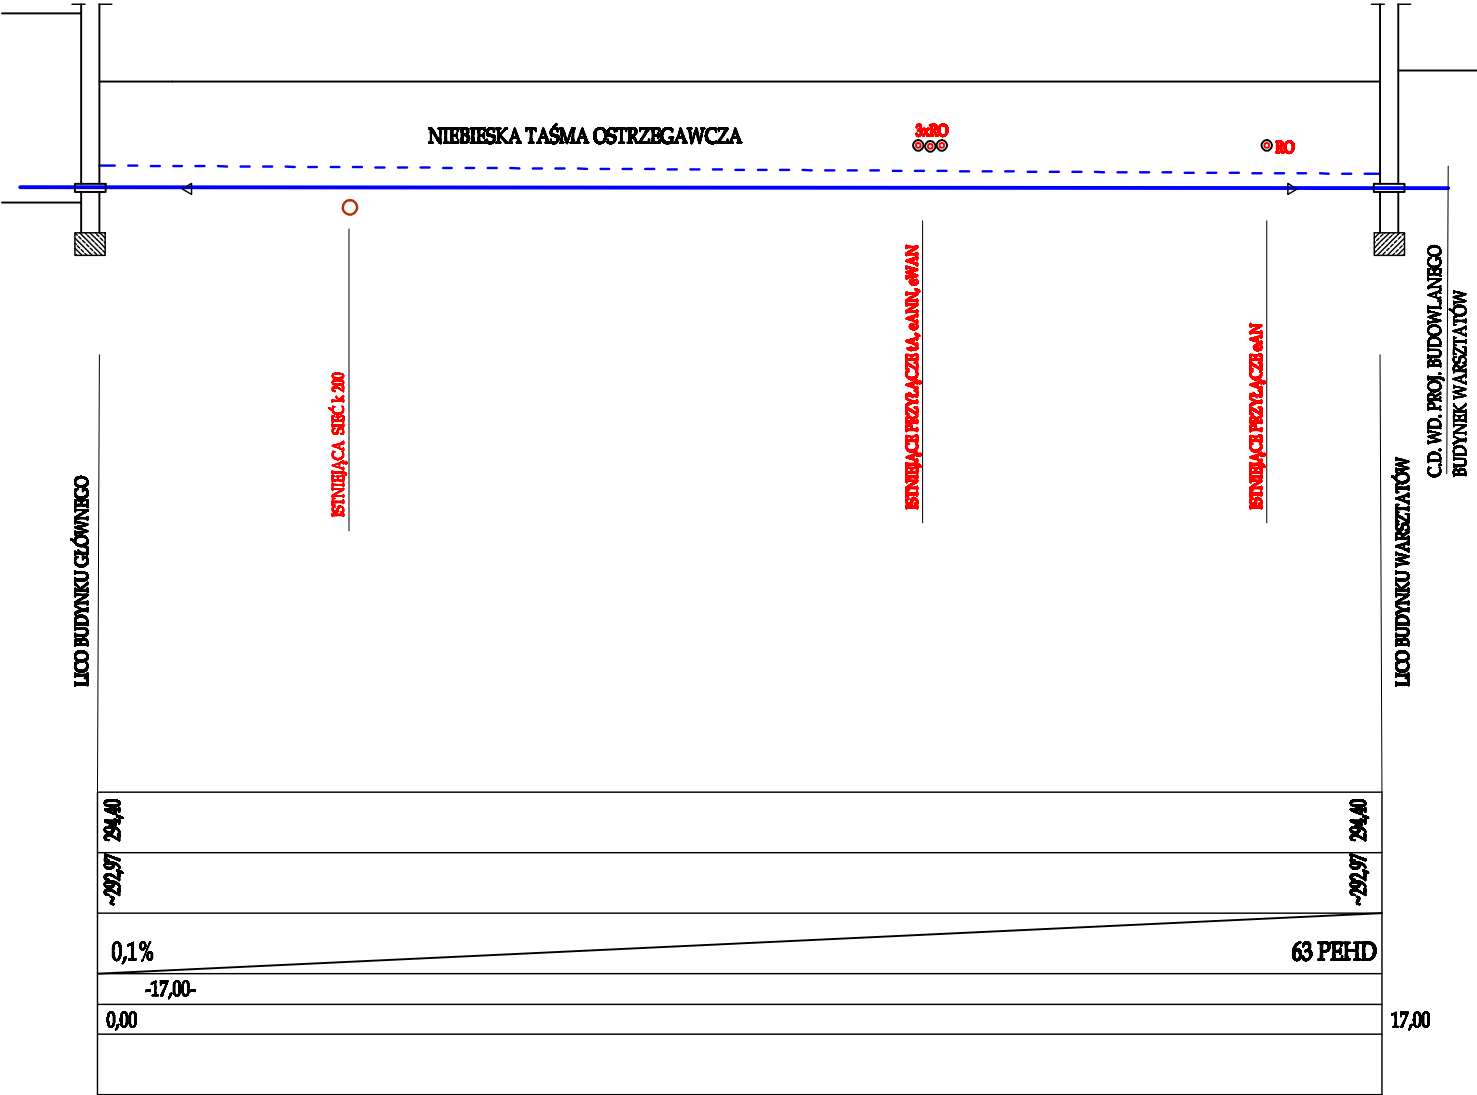 NIEBIESKA TAŚMA OSTRZEGAWCZA
3xRO
RO
LICO BUDYNKU GŁÓWNEGO
ISTNIEJĄCA SIEĆ k 200
ISTNIEJĄCE PRZYŁĄCZE tA, eANN, eWAN
ISTNIEJĄCE PRZYŁĄCZE eAN
LICO BUDYNKU WARSZTATÓW
C.D. WD. PROJ. BUDOWLANEGO
BUDYNEK WARSZTATÓW
294,40
294,40
~292,97
~292,97
0,1%
63 PEHD
-17,00-
0,00
17,00